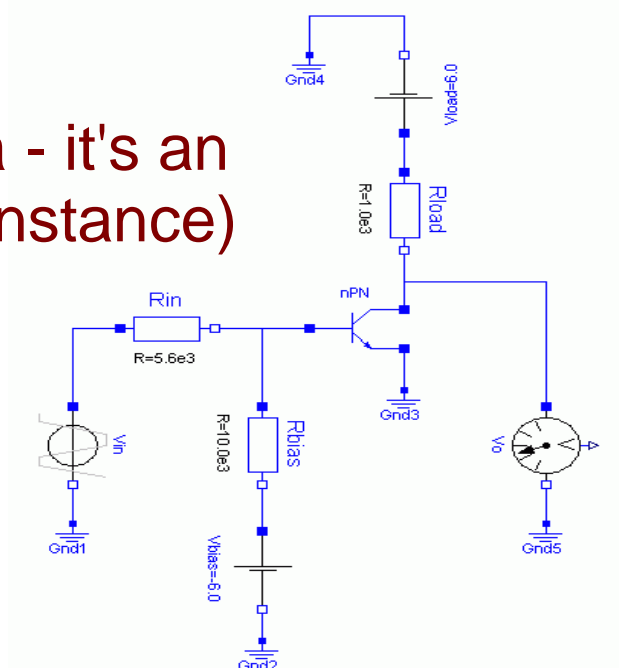 - it's an
nstance)
Gnd4
Vload=6.0
Rload
R=1.0e3
nPN
Rin
R=5.6e3
Gnd3
Vin
Rbias
R=10.0e3
Vo
Gnd1
Vbias=-6.0
Gnd5
Gnd2